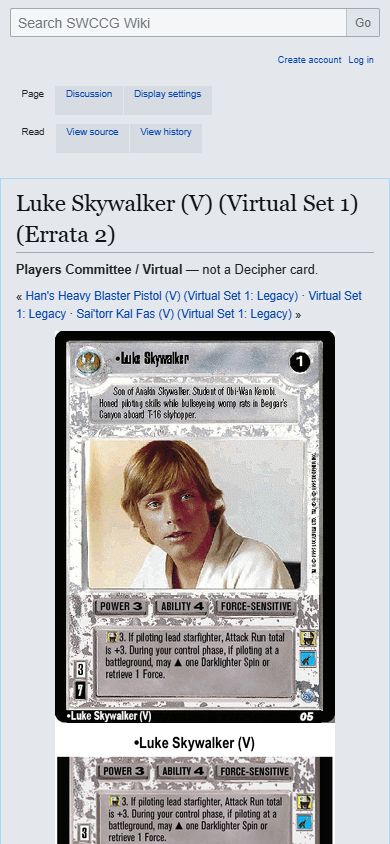 Search SWCCG Wiki
Go
Create account Log in
Page Discussion Display settings
Read View source View history
Luke Skywalker (V) (Virtual Set 1)
(Errata 2)
Players Committee / Virtual — not a Decipher card.
« Han's Heavy Blaster Pistol (V) (Virtual Set 1: Legacy) · Virtual Set
1: Legacy · Sai'torr Kal Fas (V) (Virtual Set 1: Legacy) »
•Luke Skywalker
1
Son of Anakin Skywalker. Student of Obi-Wan Kenobi.
Honed piloting skills while bullseyeing womp rats in Beggar's
Canyon aboard T-16 skyhopper.
POWER 3 ABILITY 4 FORCE-SENSITIVE
3. If piloting lead starfighter, Attack Run total
is +3. During your control phase, if piloting at a
battleground, may ▲ one Darklighter Spin or
retrieve 1 Force.
3
7
•Luke Skywalker (V) 05
•Luke Skywalker (V)
POWER 3 ABILITY 4 FORCE-SENSITIVE
3. If piloting lead starfighter, Attack Run total
is +3. During your control phase, if piloting at a
battleground, may ▲ one Darklighter Spin or
retrieve 1 Force.
3